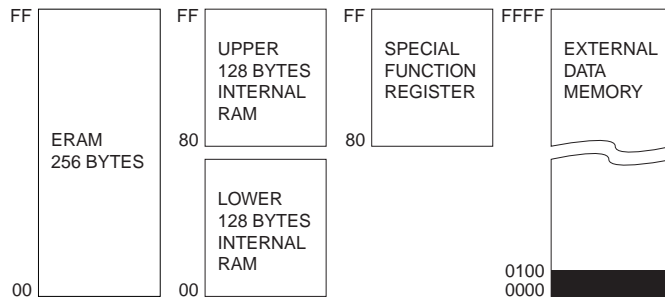 FF
ERAM
256 BYTES
00
FF
UPPER
128 BYTES
INTERNAL
RAM
80
LOWER
128 BYTES
INTERNAL
RAM
00
FF
SPECIAL
FUNCTION
REGISTER
80
FFFF
EXTERNAL
DATA
MEMORY
0100
0000